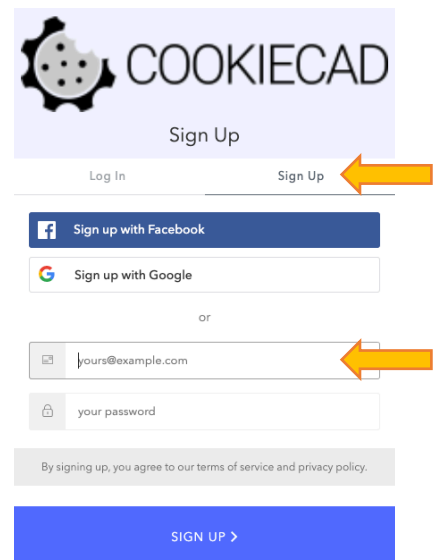 COOKIECAD
Sign Up
Log In
Sign Up
f Sign up with Facebook
G Sign up with Google
or
yours@example.com
your password
By signing up, you agree to our terms of service and privacy policy.
SIGN UP >